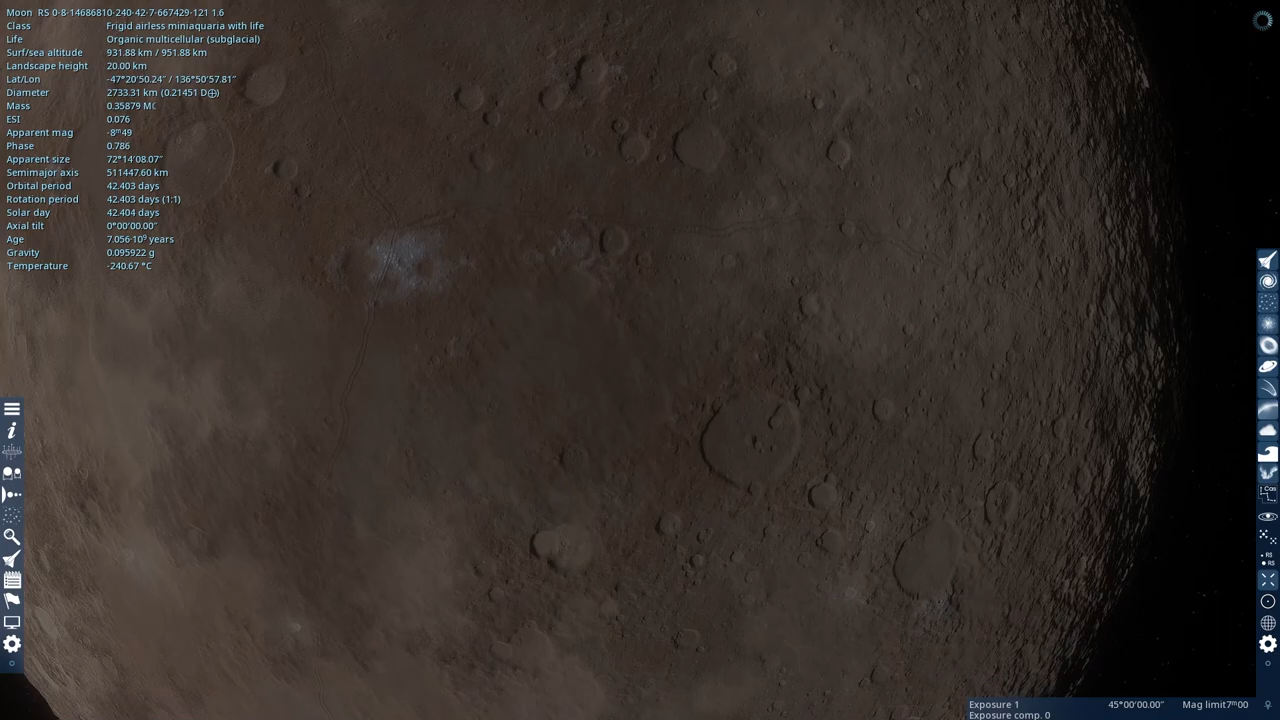 Moon RS 0-8-14686810-240-42-7-667429-121 1.6
Class Frigid airless miniaquaria with life
Life Organic multicellular (subglacial)
Surf/sea altitude 931.88 km / 951.88 km
Landscape height 20.00 km
Lat/Lon -47°20′50.24″ / 136°50′57.81″
Diameter 2733.31 km (0.21451 D⊕)
Mass 0.35879 M☾
ESI 0.076
Apparent mag -8ᵐ49
Phase 0.786
Apparent size 72°14′08.07″
Semimajor axis 511447.60 km
Orbital period 42.403 days
Rotation period 42.403 days (1:1)
Solar day 42.404 days
Axial tilt 0°00′00.00″
Age 7.056·10⁹ years
Gravity 0.095922 g
Temperature -240.67 °C
Can
RS
RS
Exposure 1 45°00′00.00″ Mag limit7ᵐ00
Exposure comp. 0